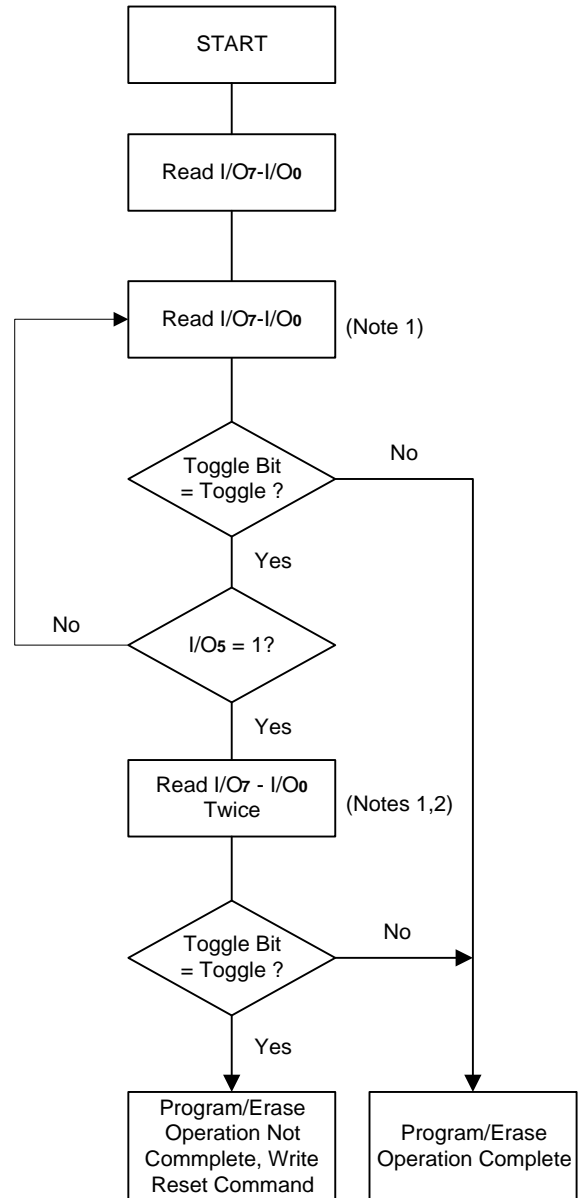 START
Read I/O7-I/O0
Read I/O7-I/O0
(Note 1)
Toggle Bit
= Toggle ?
No
Yes
I/O5 = 1?
No
Yes
Read I/O7 - I/O0
Twice
(Notes 1,2)
Toggle Bit
= Toggle ?
No
Yes
Program/Erase
Operation Not
Commplete, Write
Reset Command
Program/Erase
Operation Complete